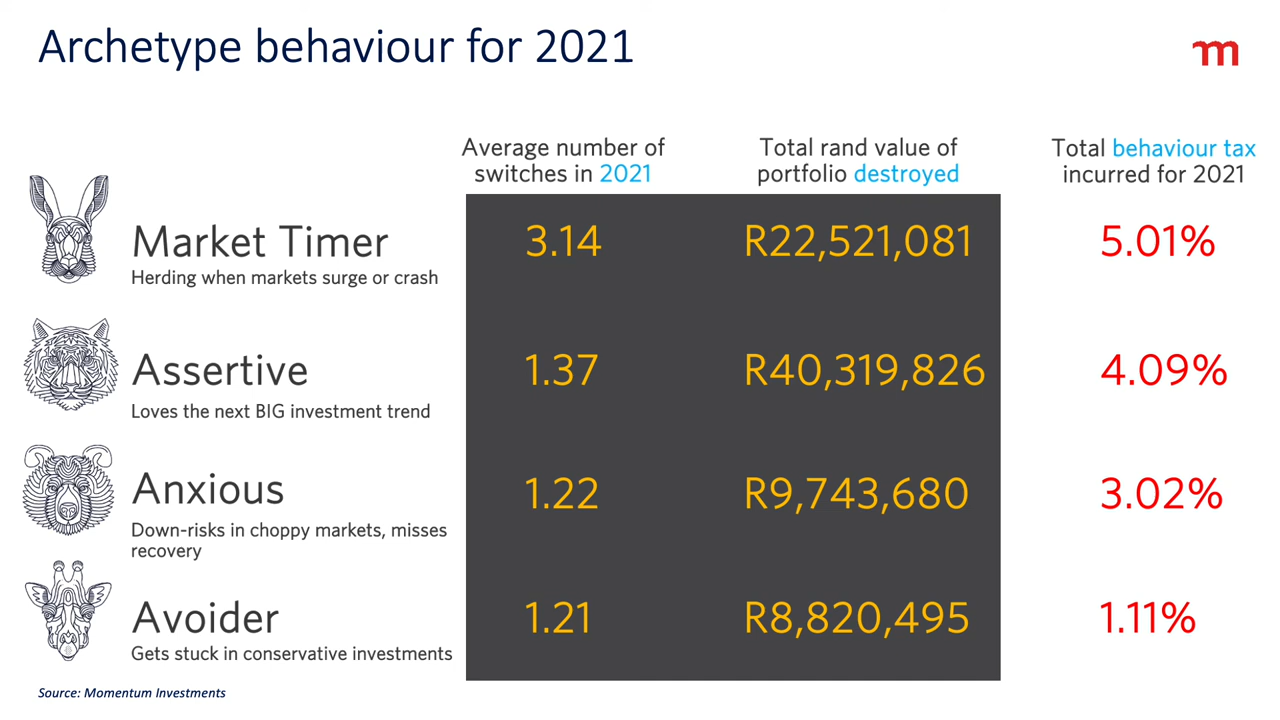 Archetype behaviour for 2021
m
Average number of
switches in 2021
Total rand value of
portfolio destroyed
Total behaviour tax
incurred for 2021
Market Timer
Herding when markets surge or crash
3.14
R22,521,081
5.01%
Assertive
Loves the next BIG investment trend
1.37
R40,319,826
4.09%
Anxious
Down-risks in choppy markets, misses
recovery
1.22
R9,743,680
3.02%
Avoider
Gets stuck in conservative investments
1.21
R8,820,495
1.11%
Source: Momentum Investments